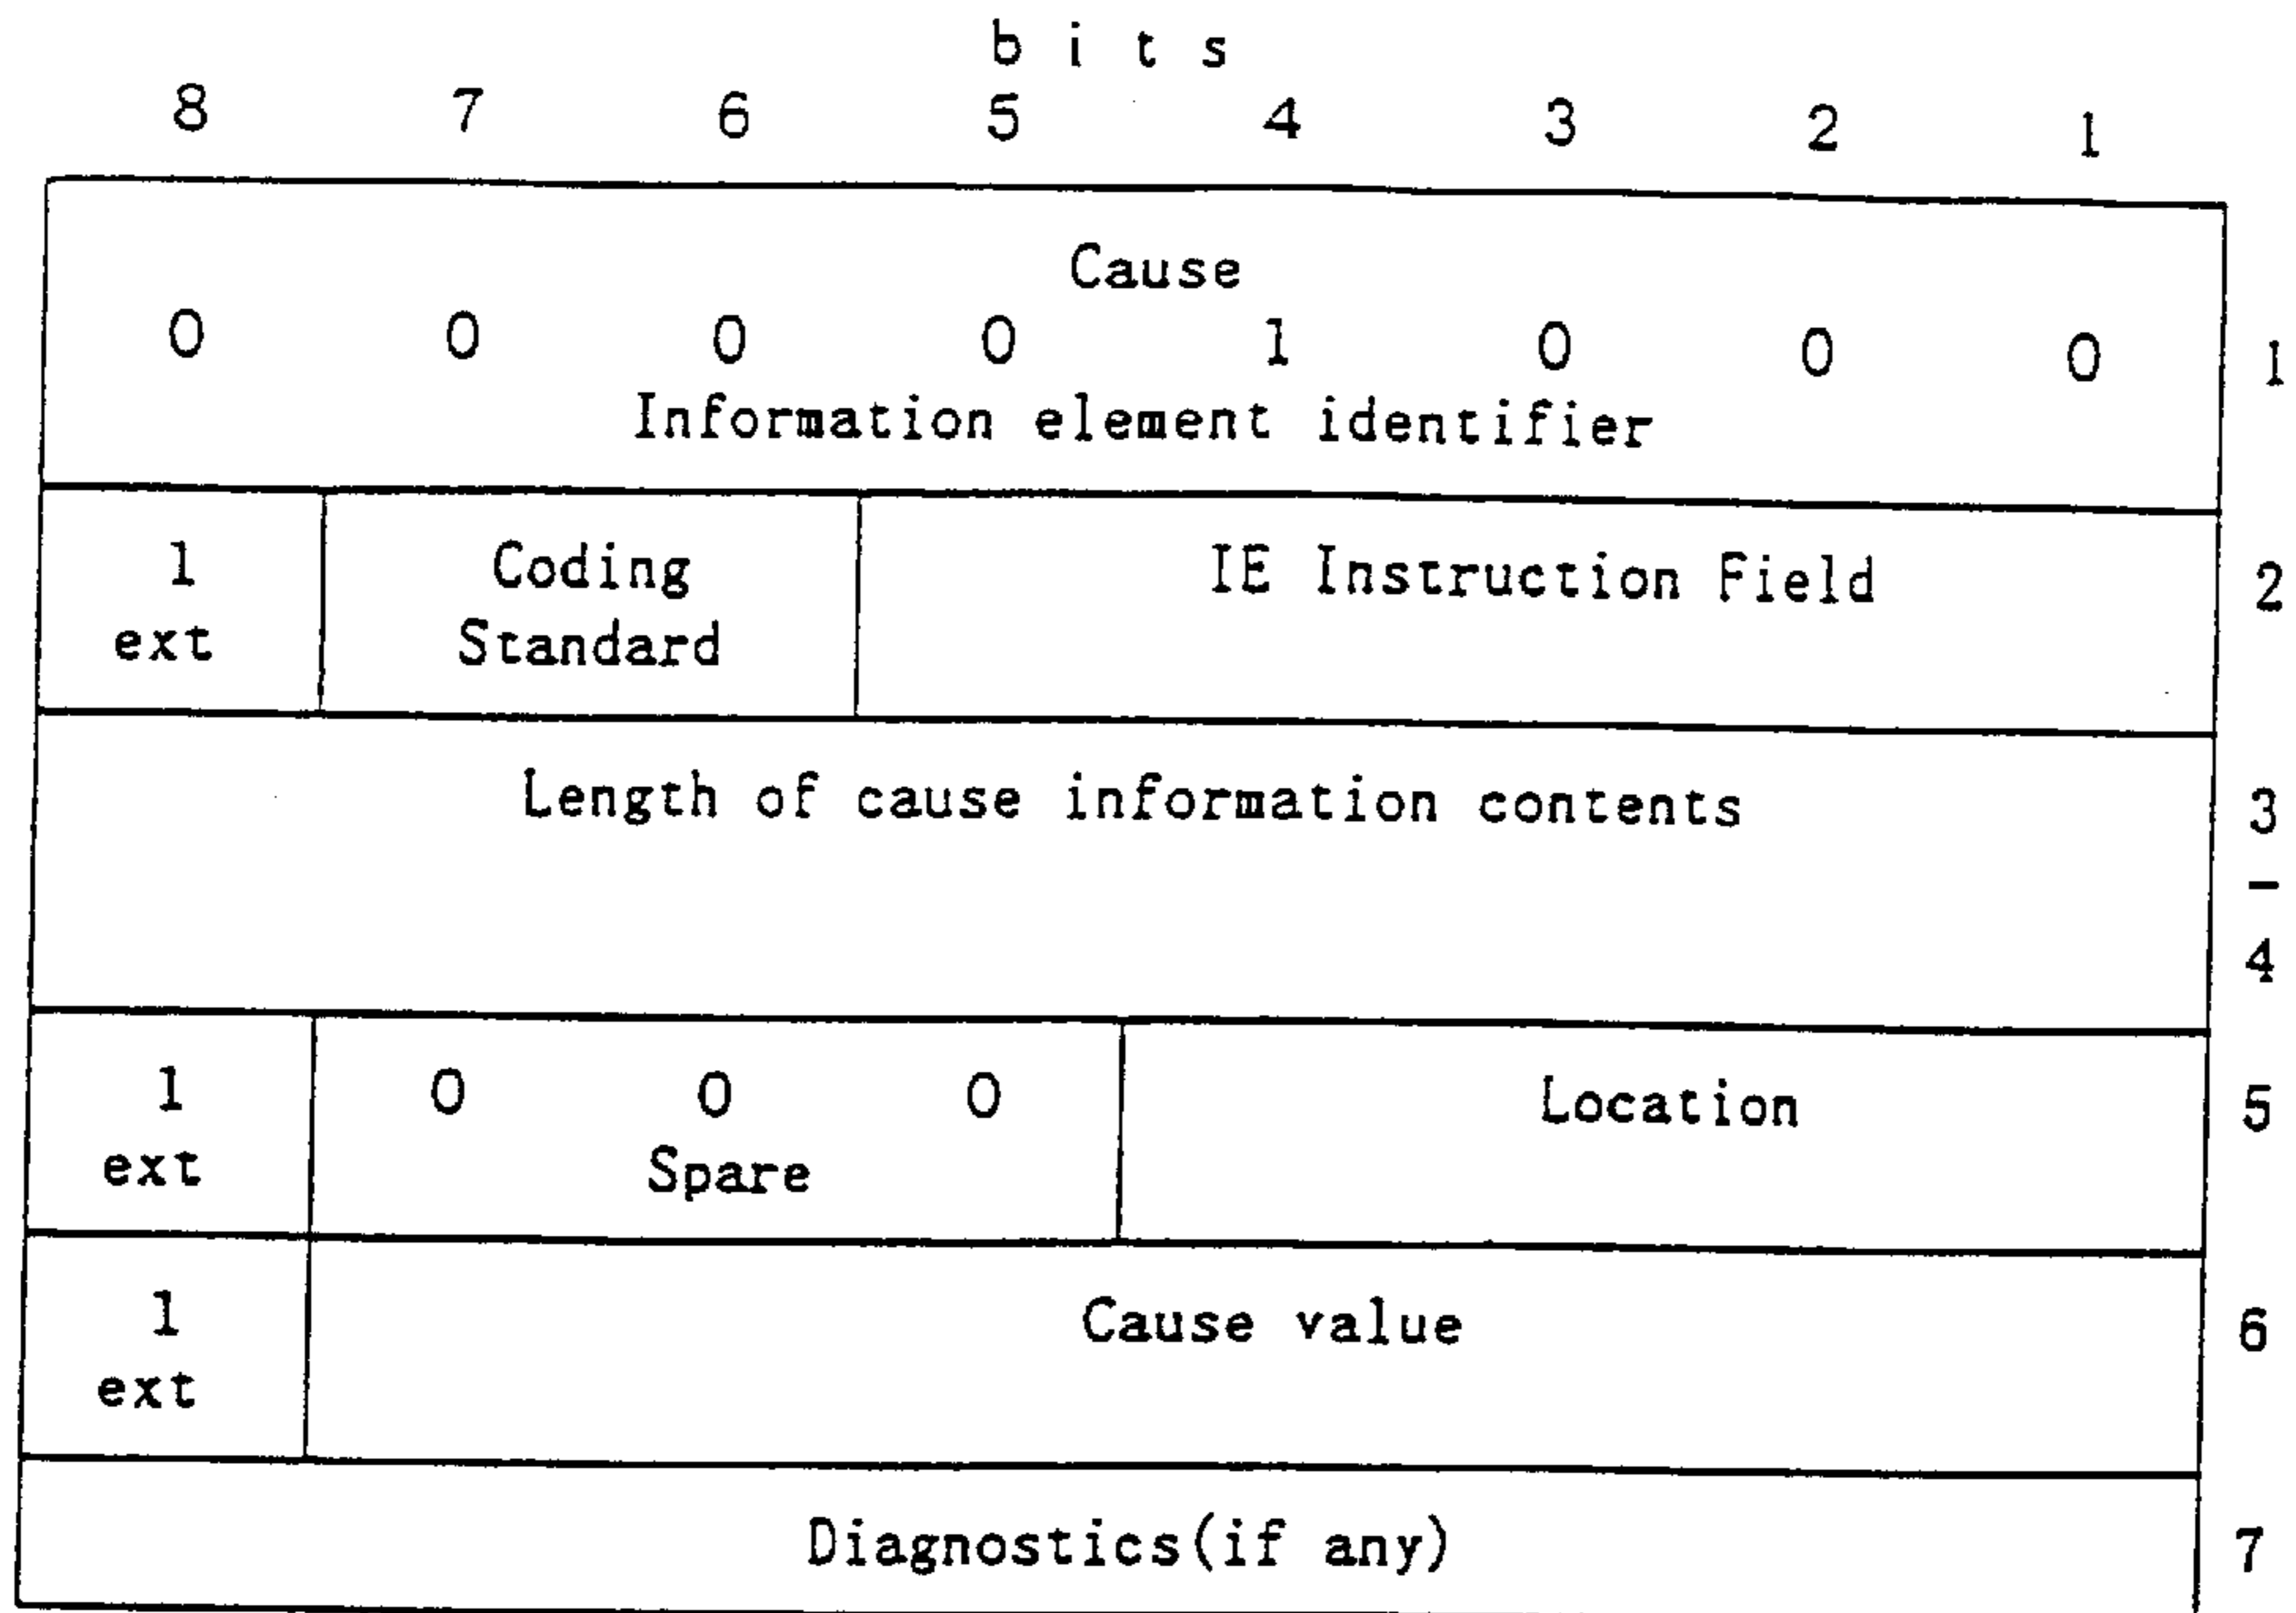 b i t s
8 7 6 5 4 3 2 1
Cause
0 0 0 0 1 0 0 0 1
Information element identifier
1 Coding IE Instruction Field 2
ext Standard
Length of cause information contents 3
-
4
1 0 0 0 Location 5
ext Spare
1 Cause value 6
ext
Diagnostics(if any) 7